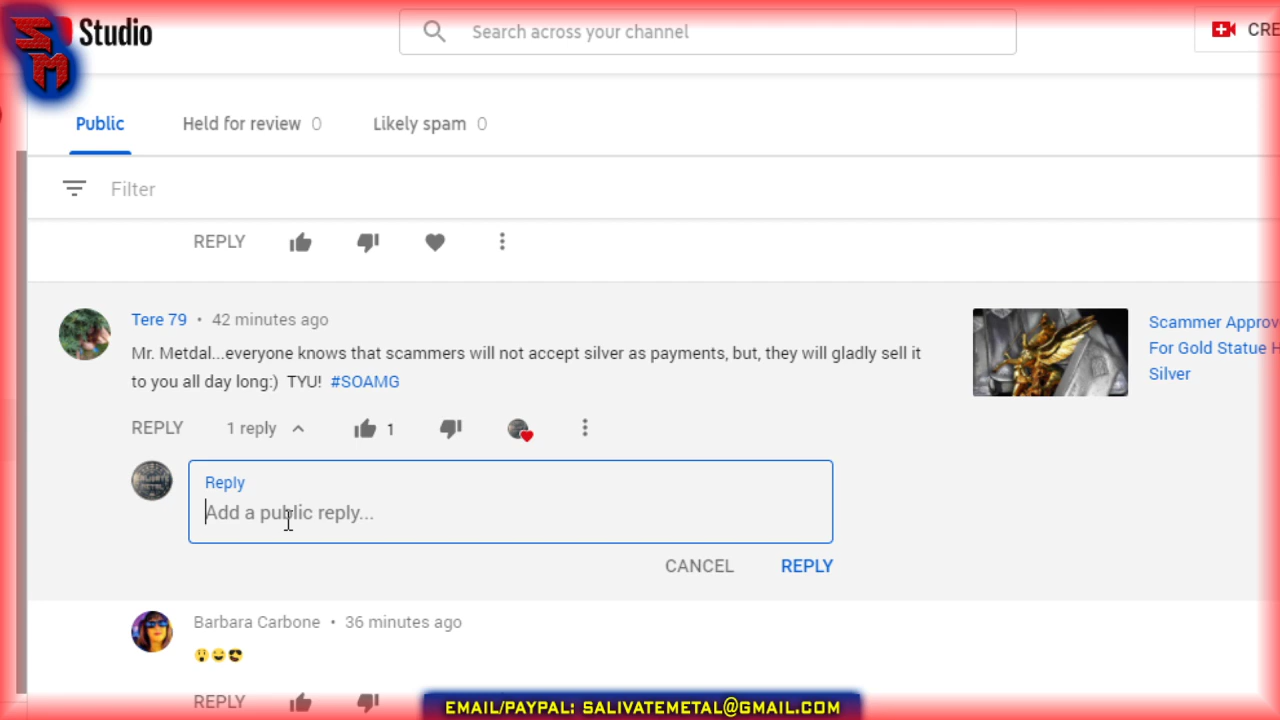 SM Studio
Search across your channel
CRE
Public
Held for review 0
Likely spam 0
Filter
REPLY
Tere 79 • 42 minutes ago
Mr. Metdal...everyone knows that scammers will not accept silver as payments, but, they will gladly sell it
to you all day long:) TYU! #SOAMG
Scammer Approv
For Gold Statue H
Silver
REPLY 1 reply 1
Reply
Add a public reply...
CANCEL REPLY
Barbara Carbone • 36 minutes ago
😲😂😎
REPLY
EMAIL/PAYPAL: SALIVATEMETAL@GMAIL.COM